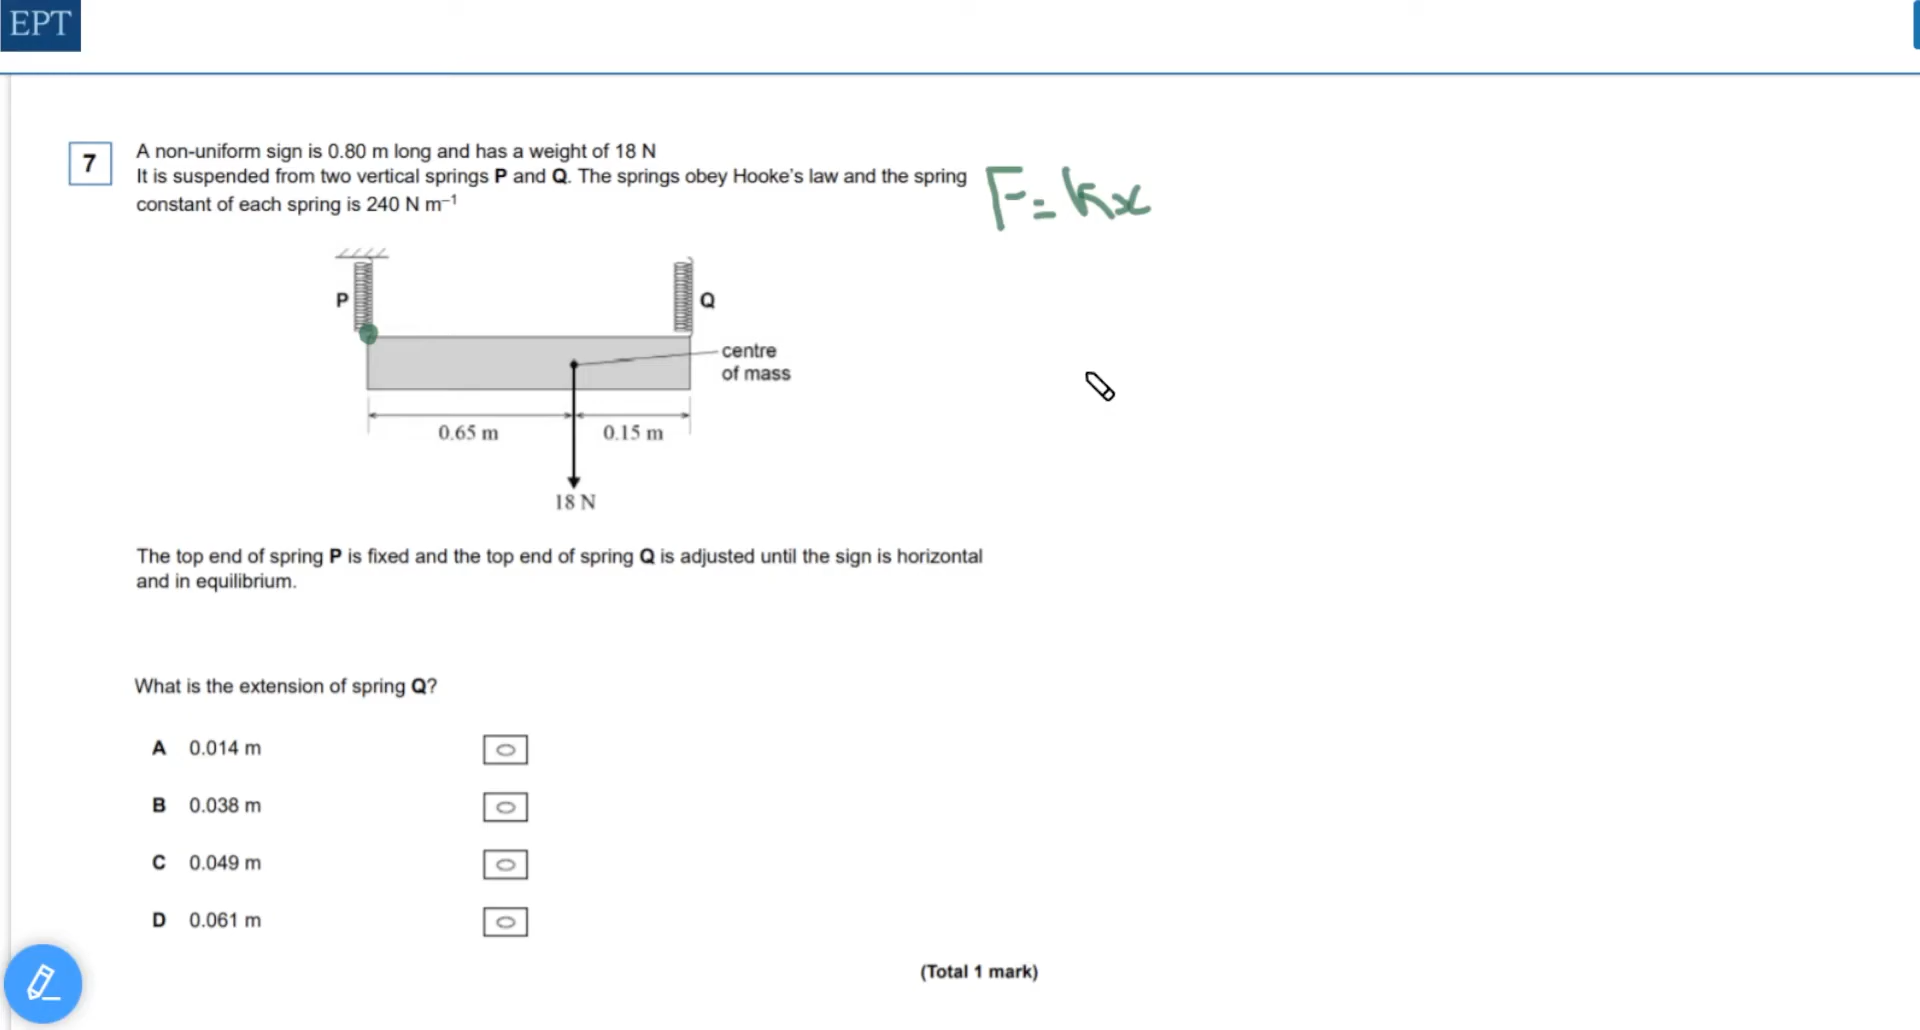 EPT
7
A non-uniform sign is 0.80 m long and has a weight of 18 N
It is suspended from two vertical springs P and Q. The springs obey Hooke's law and the spring
constant of each spring is 240 N m⁻¹
F = kx
P
Q
centre
of mass
0.65 m
0.15 m
18 N
The top end of spring P is fixed and the top end of spring Q is adjusted until the sign is horizontal
and in equilibrium.
What is the extension of spring Q?
A 0.014 m
B 0.038 m
C 0.049 m
D 0.061 m
(Total 1 mark)